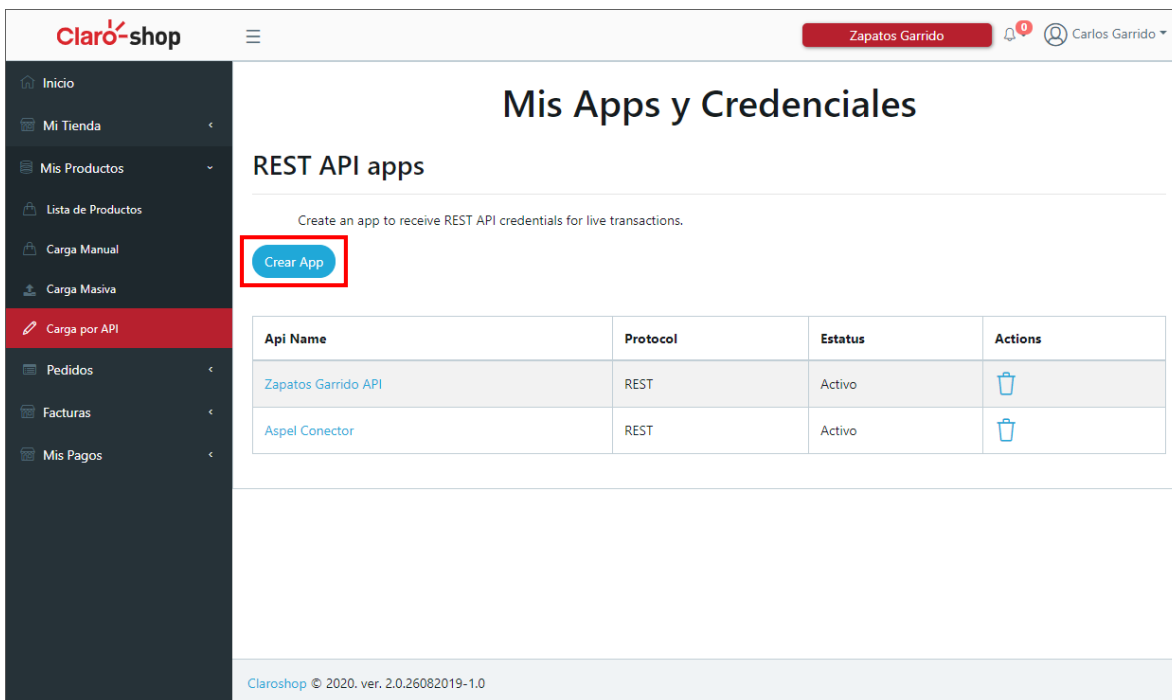 Claro-shop
Zapatos Garrido
0
Carlos Garrido
Inicio
Mi Tienda
Mis Productos
Lista de Productos
Carga Manual
Carga Masiva
Carga por API
Pedidos
Facturas
Mis Pagos
Mis Apps y Credenciales
REST API apps
Create an app to receive REST API credentials for live transactions.
Crear App
Api Name Protocol Estatus Actions
Zapatos Garrido API REST Activo
Aspel Conector REST Activo
Claroshop © 2020. ver. 2.0.26082019-1.0